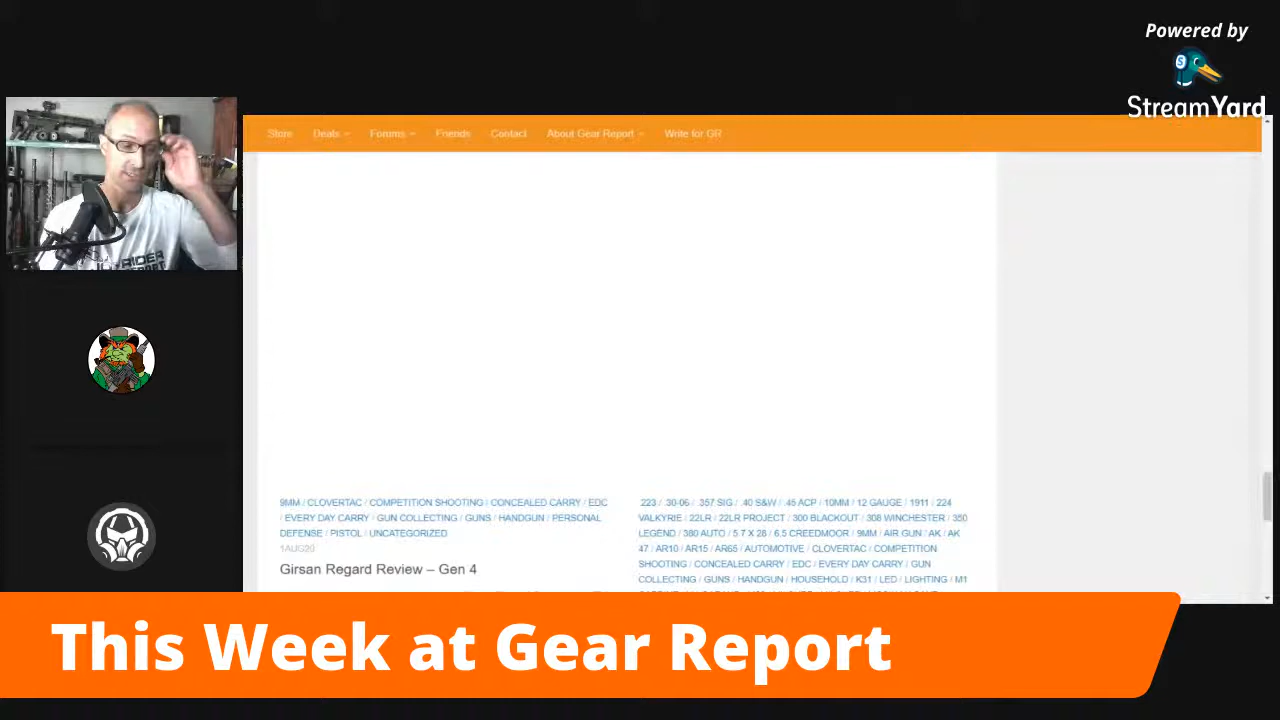 Powered by
StreamYard
Store Deals Forums Friends Contact About Gear Report Write for GR
RIDER
9MM / CLOVERTAC / COMPETITION SHOOTING / CONCEALED CARRY / EDC
/ EVERY DAY CARRY / GUN COLLECTING / GUNS / HANDGUN / PERSONAL
DEFENSE / PISTOL / UNCATEGORIZED
1AUG20
Girsan Regard Review – Gen 4
.223 / .30-06 / .357 SIG / .40 S&W / .45 ACP / 10MM / 12 GAUGE / 1911 / 224
VALKYRIE / 22LR / 22LR PROJECT / 300 BLACKOUT / 308 WINCHESTER / 350
LEGEND / 380 AUTO / 5.7 X 28 / 6.5 CREEDMOOR / 9MM / AIR GUN / AK / AK
47 / AR10 / AR15 / AR65 / AUTOMOTIVE / CLOVERTAC / COMPETITION
SHOOTING / CONCEALED CARRY / EDC / EVERY DAY CARRY / GUN
COLLECTING / GUNS / HANDGUN / HOUSEHOLD / K31 / LED / LIGHTING / M1
This Week at Gear Report